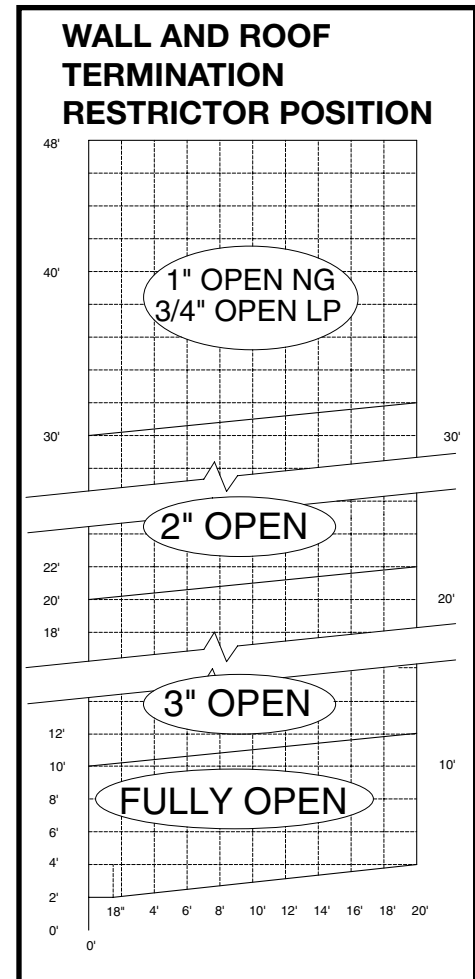 WALL AND ROOF
TERMINATION
RESTRICTOR POSITION
48'
40'
1" OPEN NG
3/4" OPEN LP
30'
30'
2" OPEN
22'
20'
20'
18'
3" OPEN
12'
10'
10'
FULLY OPEN
8'
6'
4'
2'
0'
18" 4' 6' 8' 10' 12' 14' 16' 18' 20'
0'